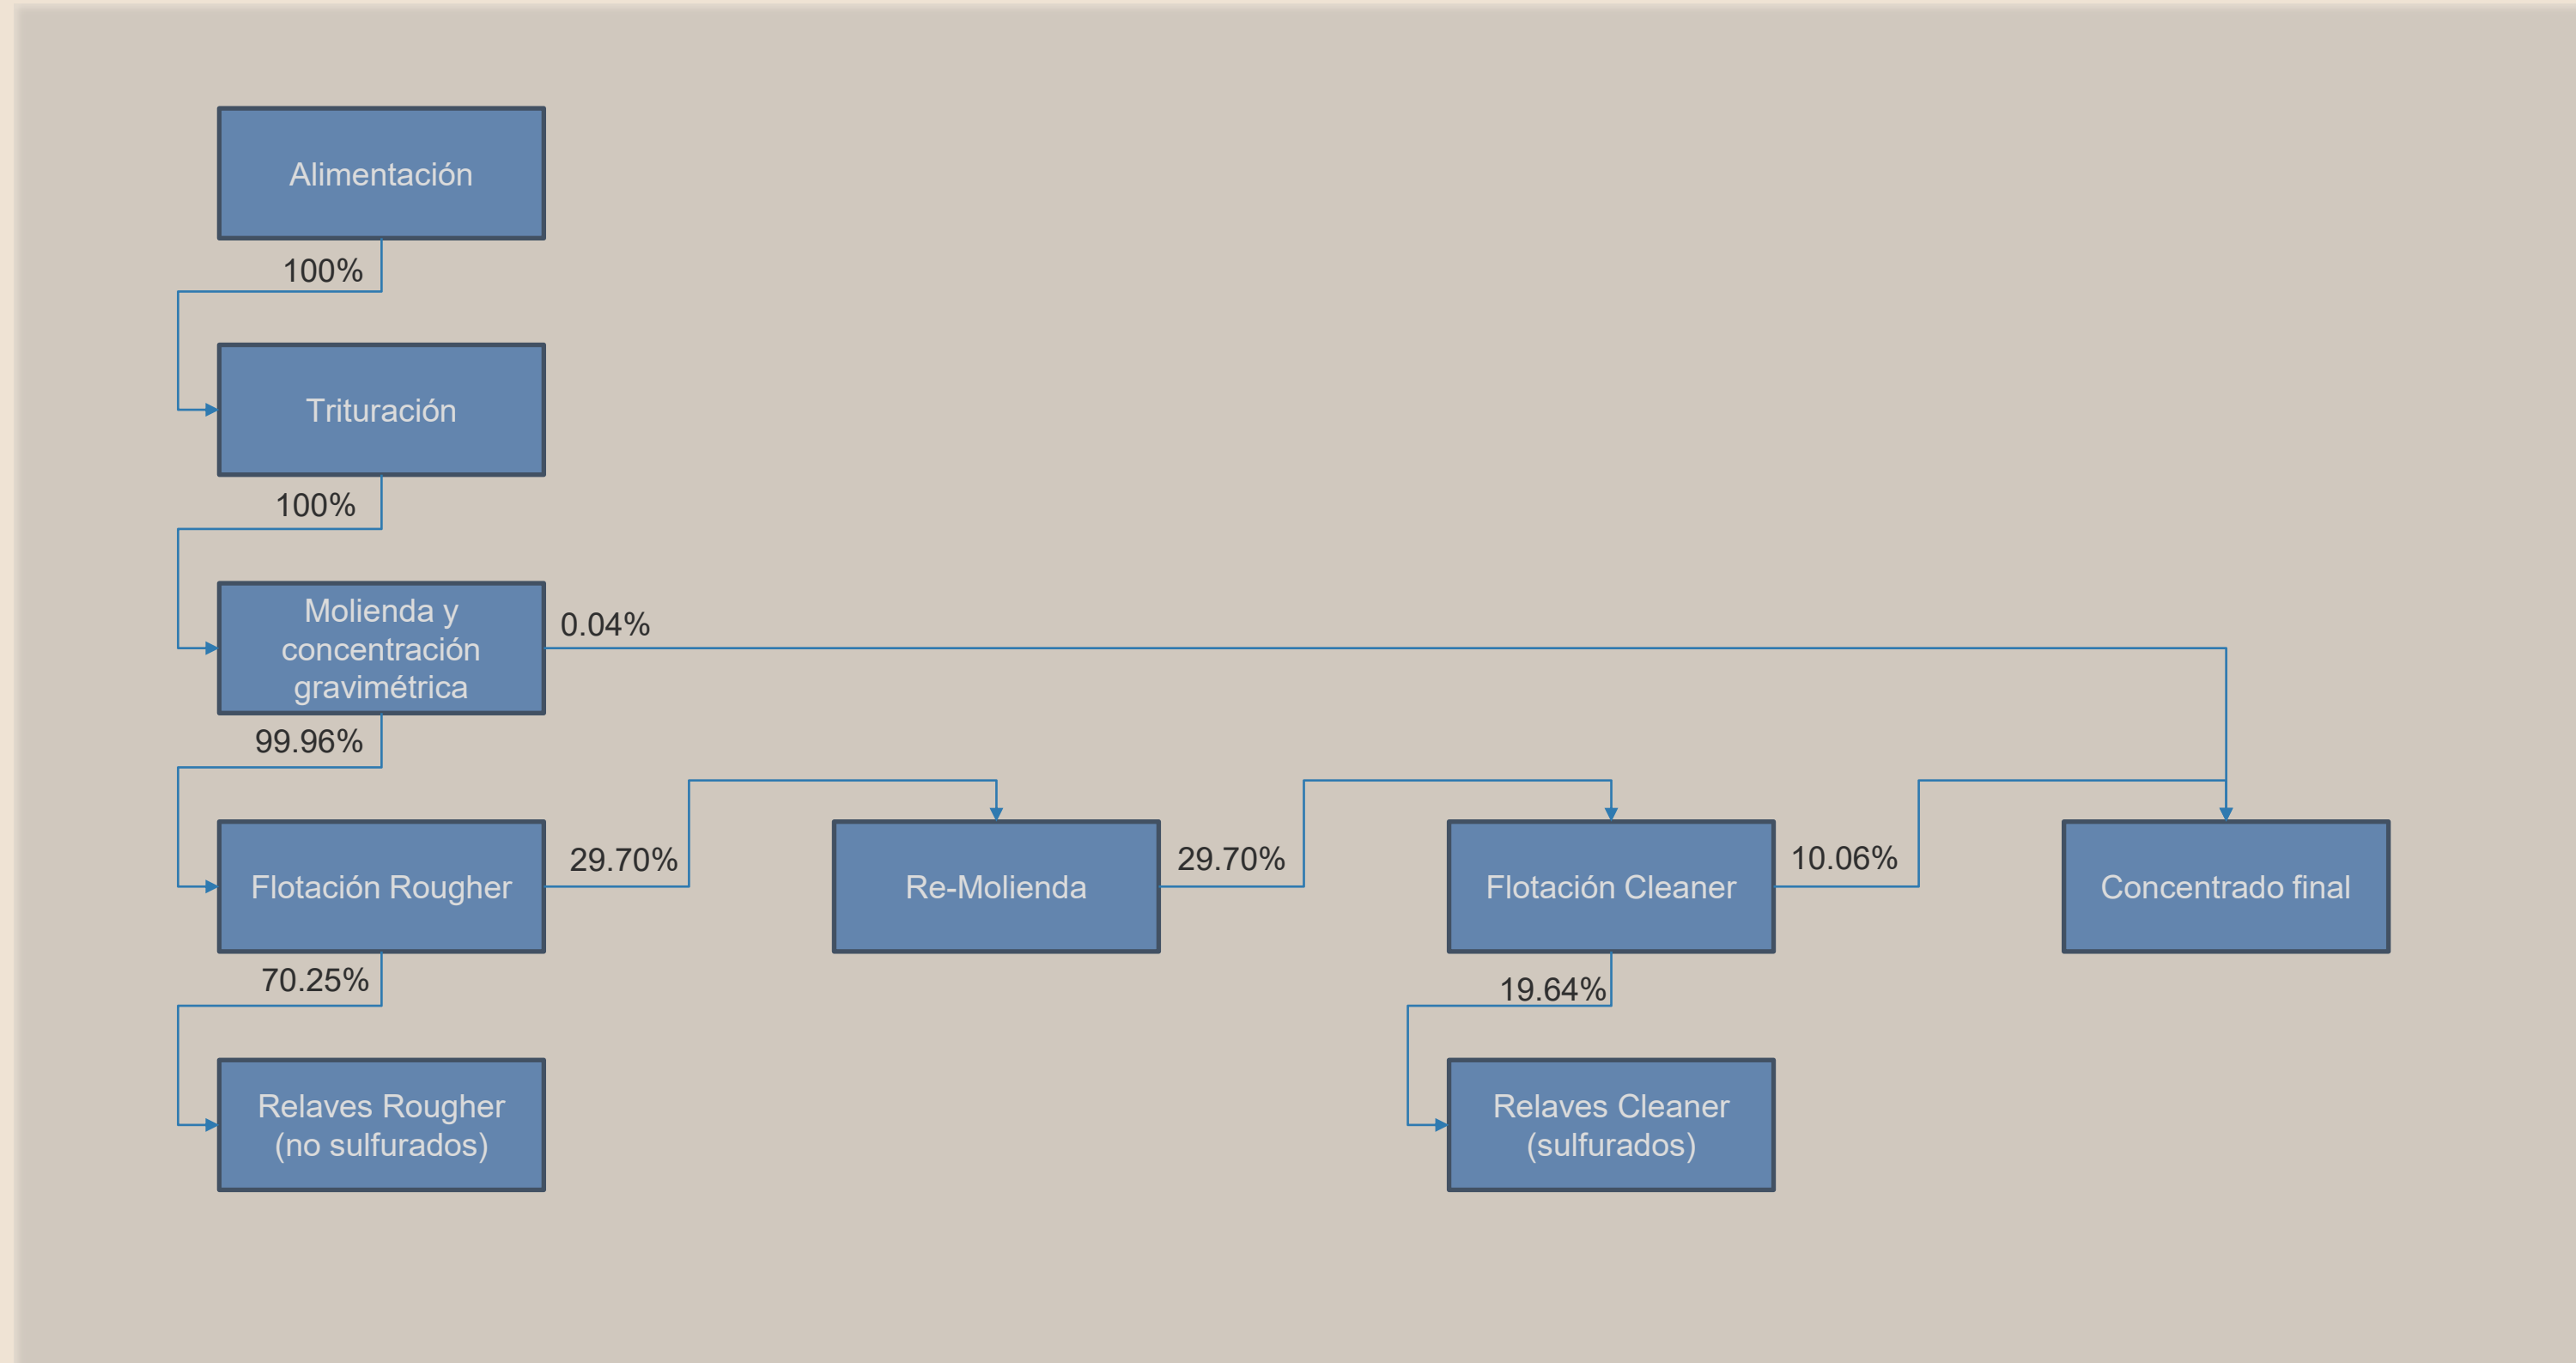 Alimentación
100%
Trituración
100%
Molienda y
concentración
gravimétrica
0.04%
99.96%
Flotación Rougher
29.70%
Re-Molienda
29.70%
Flotación Cleaner
10.06%
Concentrado final
70.25%
19.64%
Relaves Rougher
(no sulfurados)
Relaves Cleaner
(sulfurados)